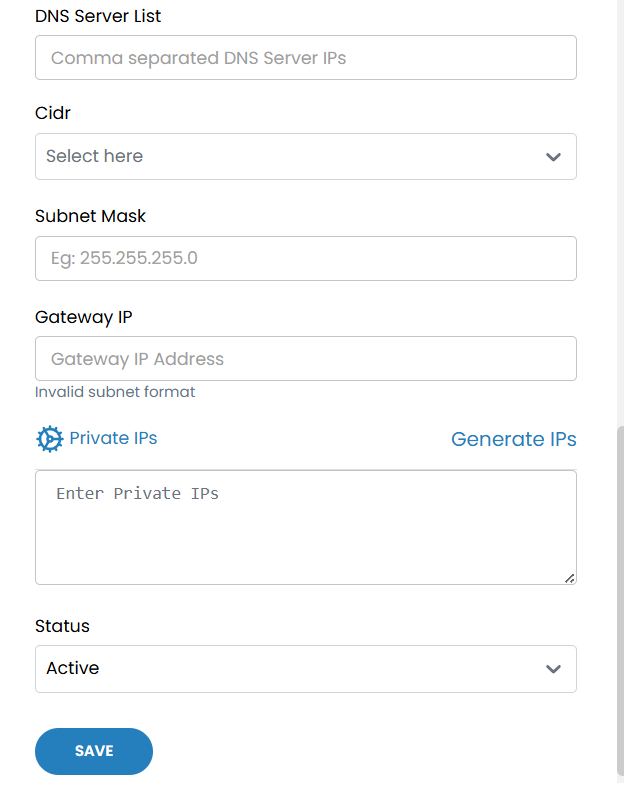 DNS Server List
Comma separated DNS Server IPs
Cidr
Select here
Subnet Mask
Eg: 255.255.255.0
Gateway IP
Gateway IP Address
Invalid subnet format
Private IPs Generate IPs
Enter Private IPs
Status
Active
SAVE